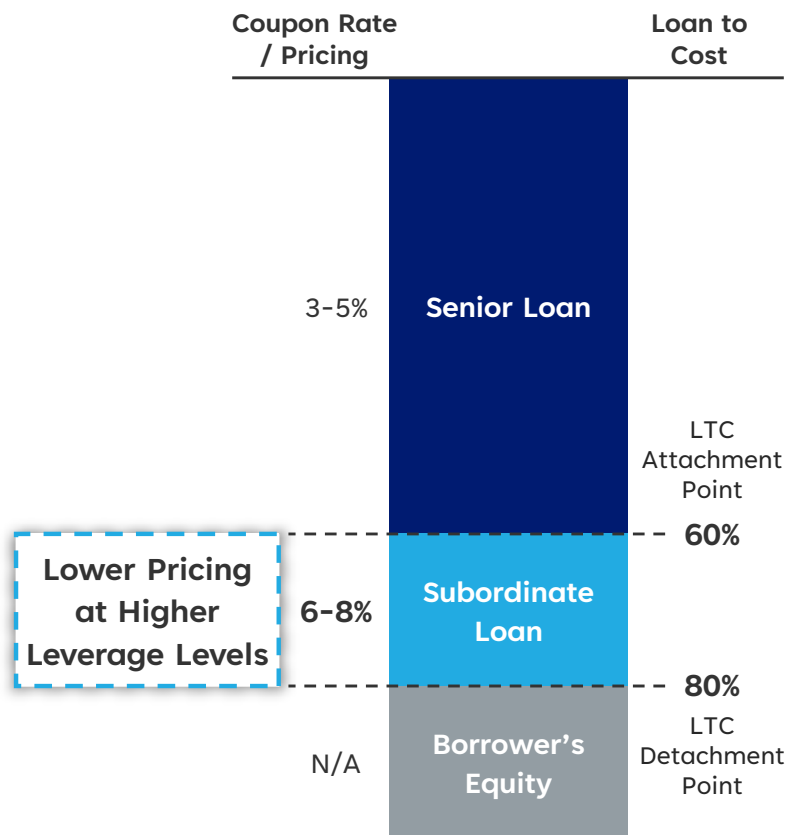 Coupon Rate
/ Pricing
Loan to
Cost
3-5%
Senior Loan
LTC
Attachment
Point
60%
Lower Pricing
at Higher
Leverage Levels
6-8%
Subordinate
Loan
80%
LTC
Detachment
Point
N/A
Borrower’s
Equity